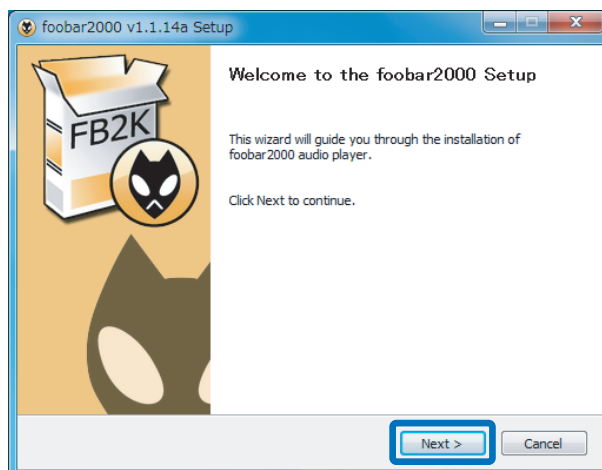 foobar2000 v1.1.14a Setup
FB2K
Welcome to the foobar2000 Setup
This wizard will guide you through the installation of
foobar2000 audio player.
Click Next to continue.
Next >
Cancel